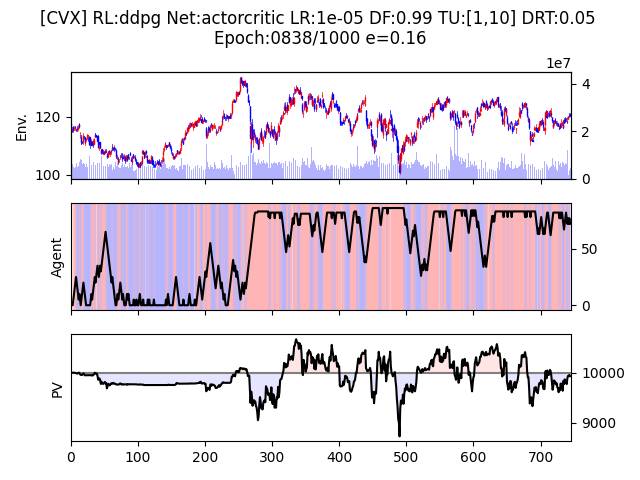 [CVX] RL:ddpg Net:actorcritic LR:1e-05 DF:0.99 TU:[1,10] DRT:0.05
Epoch:0838/1000 e=0.16
1e7
Env.
120
100
4
2
0
Agent
50
0
PV
10000
9000
0 100 200 300 400 500 600 700